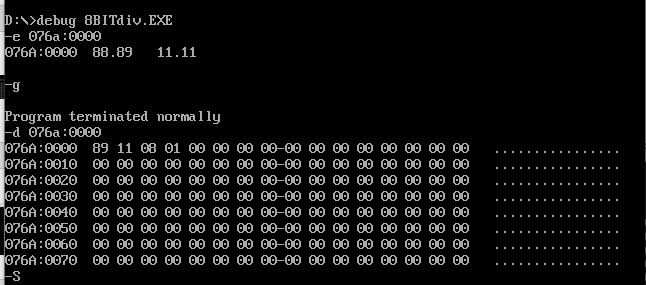 D:\>debug 8BITdiv.EXE
-e 076a:0000
076A:0000  88.89   11.11
-g
Program terminated normally
-d 076a:0000
076A:0000  89 11 08 01 00 00 00 00-00 00 00 00 00 00 00 00   ................
076A:0010  00 00 00 00 00 00 00 00-00 00 00 00 00 00 00 00   ................
076A:0020  00 00 00 00 00 00 00 00-00 00 00 00 00 00 00 00   ................
076A:0030  00 00 00 00 00 00 00 00-00 00 00 00 00 00 00 00   ................
076A:0040  00 00 00 00 00 00 00 00-00 00 00 00 00 00 00 00   ................
076A:0050  00 00 00 00 00 00 00 00-00 00 00 00 00 00 00 00   ................
076A:0060  00 00 00 00 00 00 00 00-00 00 00 00 00 00 00 00   ................
076A:0070  00 00 00 00 00 00 00 00-00 00 00 00 00 00 00 00   ................
-S